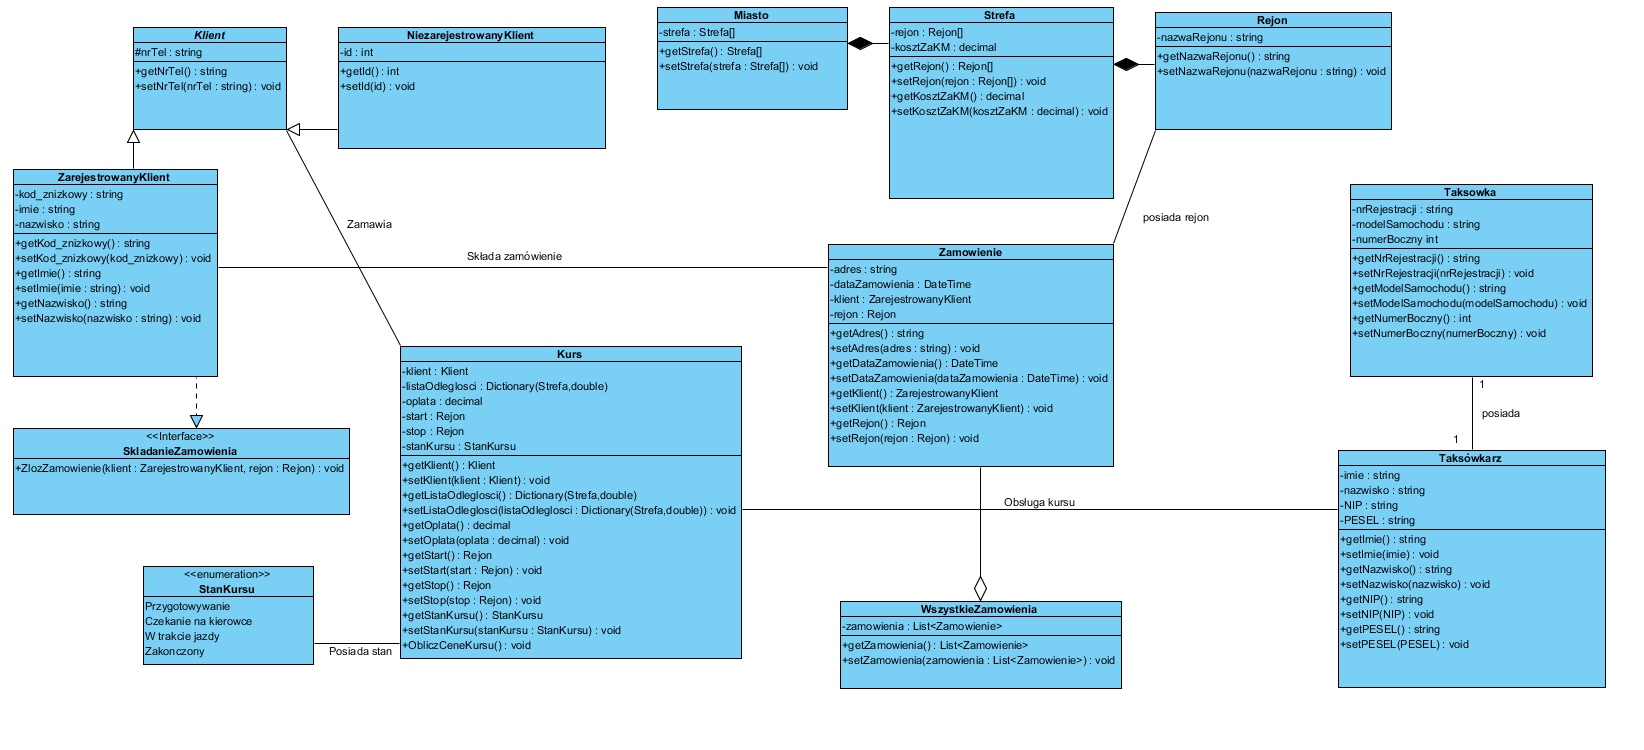 Klient
#nrTel : string
+getNrTel() : string
+setNrTel(nrTel : string) : void
NiezarejestrowanyKlient
-id : int
+getId() : int
+setId(id) : void
Miasto
-strefa : Strefa[]
+getStrefa() : Strefa[]
+setStrefa(strefa : Strefa[]) : void
Strefa
-rejon : Rejon[]
-kosztZaKM : decimal
+getRejon() : Rejon[]
+setRejon(rejon : Rejon[]) : void
+getKosztZaKM() : decimal
+setKosztZaKM(kosztZaKM : decimal) : void
Rejon
-nazwaRejonu : string
+getNazwaRejonu() : string
+setNazwaRejonu(nazwaRejonu : string) : void
ZarejestrowanyKlient
-kod_znizkowy : string
-imie : string
-nazwisko : string
+getKod_znizkowy() : string
+setKod_znizkowy(kod_znizkowy) : void
+getImie() : string
+setImie(imie : string) : void
+getNazwisko() : string
+setNazwisko(nazwisko : string) : void
Zamawia
Składa zamówienie
posiada rejon
Zamowienie
-adres : string
-dataZamowienia : DateTime
-klient : ZarejestrowanyKlient
-rejon : Rejon
+getAdres() : string
+setAdres(adres : string) : void
+getDataZamowienia() : DateTime
+setDataZamowienia(dataZamowienia : DateTime) : void
+getKlient() : ZarejestrowanyKlient
+setKlient(klient : ZarejestrowanyKlient) : void
+getRejon() : Rejon
+setRejon(rejon : Rejon) : void
Taksowka
-nrRejestracji : string
-modelSamochodu : string
-numerBoczny int
+getNrRejestracji() : string
+setNrRejestracji(nrRejestracji) : void
+getModelSamochodu() : string
+setModelSamochodu(modelSamochodu) : void
+getNumerBoczny() : int
+setNumerBoczny(numerBoczny) : void
1
posiada
1
<<Interface>>
SkladanieZamowienia
+ZlozZamowienie(klient : ZarejestrowanyKlient, rejon : Rejon) : void
Kurs
-klient : Klient
-listaOdleglosci : Dictionary(Strefa,double)
-oplata : decimal
-start : Rejon
-stop : Rejon
-stanKursu : StanKursu
+getKlient() : Klient
+setKlient(klient : Klient) : void
+getListaOdleglosci() : Dictionary(Strefa,double)
+setListaOdleglosci(listaOdleglosci : Dictionary(Strefa,double)) : void
+getOplata() : decimal
+setOplata(oplata : decimal) : void
+getStart() : Rejon
+setStart(start : Rejon) : void
+getStop() : Rejon
+setStop(stop : Rejon) : void
+getStanKursu() : StanKursu
+setStanKursu(stanKursu : StanKursu) : void
+ObliczCeneKursu() : void
Obsługa kursu
Taksówkarz
-imie : string
-nazwisko : string
-NIP : string
-PESEL : string
+getImie() : string
+setImie(imie) : void
+getNazwisko() : string
+setNazwisko(nazwisko) : void
+getNIP() : string
+setNIP(NIP) : void
+getPESEL() : string
+setPESEL(PESEL) : void
<<enumeration>>
StanKursu
Przygotowywanie
Czekanie na kierowce
W trakcie jazdy
Zakonczony
Posiada stan
WszystkieZamowienia
-zamowienia : List<Zamowienie>
+getZamowienia() : List<Zamowienie>
+setZamowienia(zamowienia : List<Zamowienie>) : void